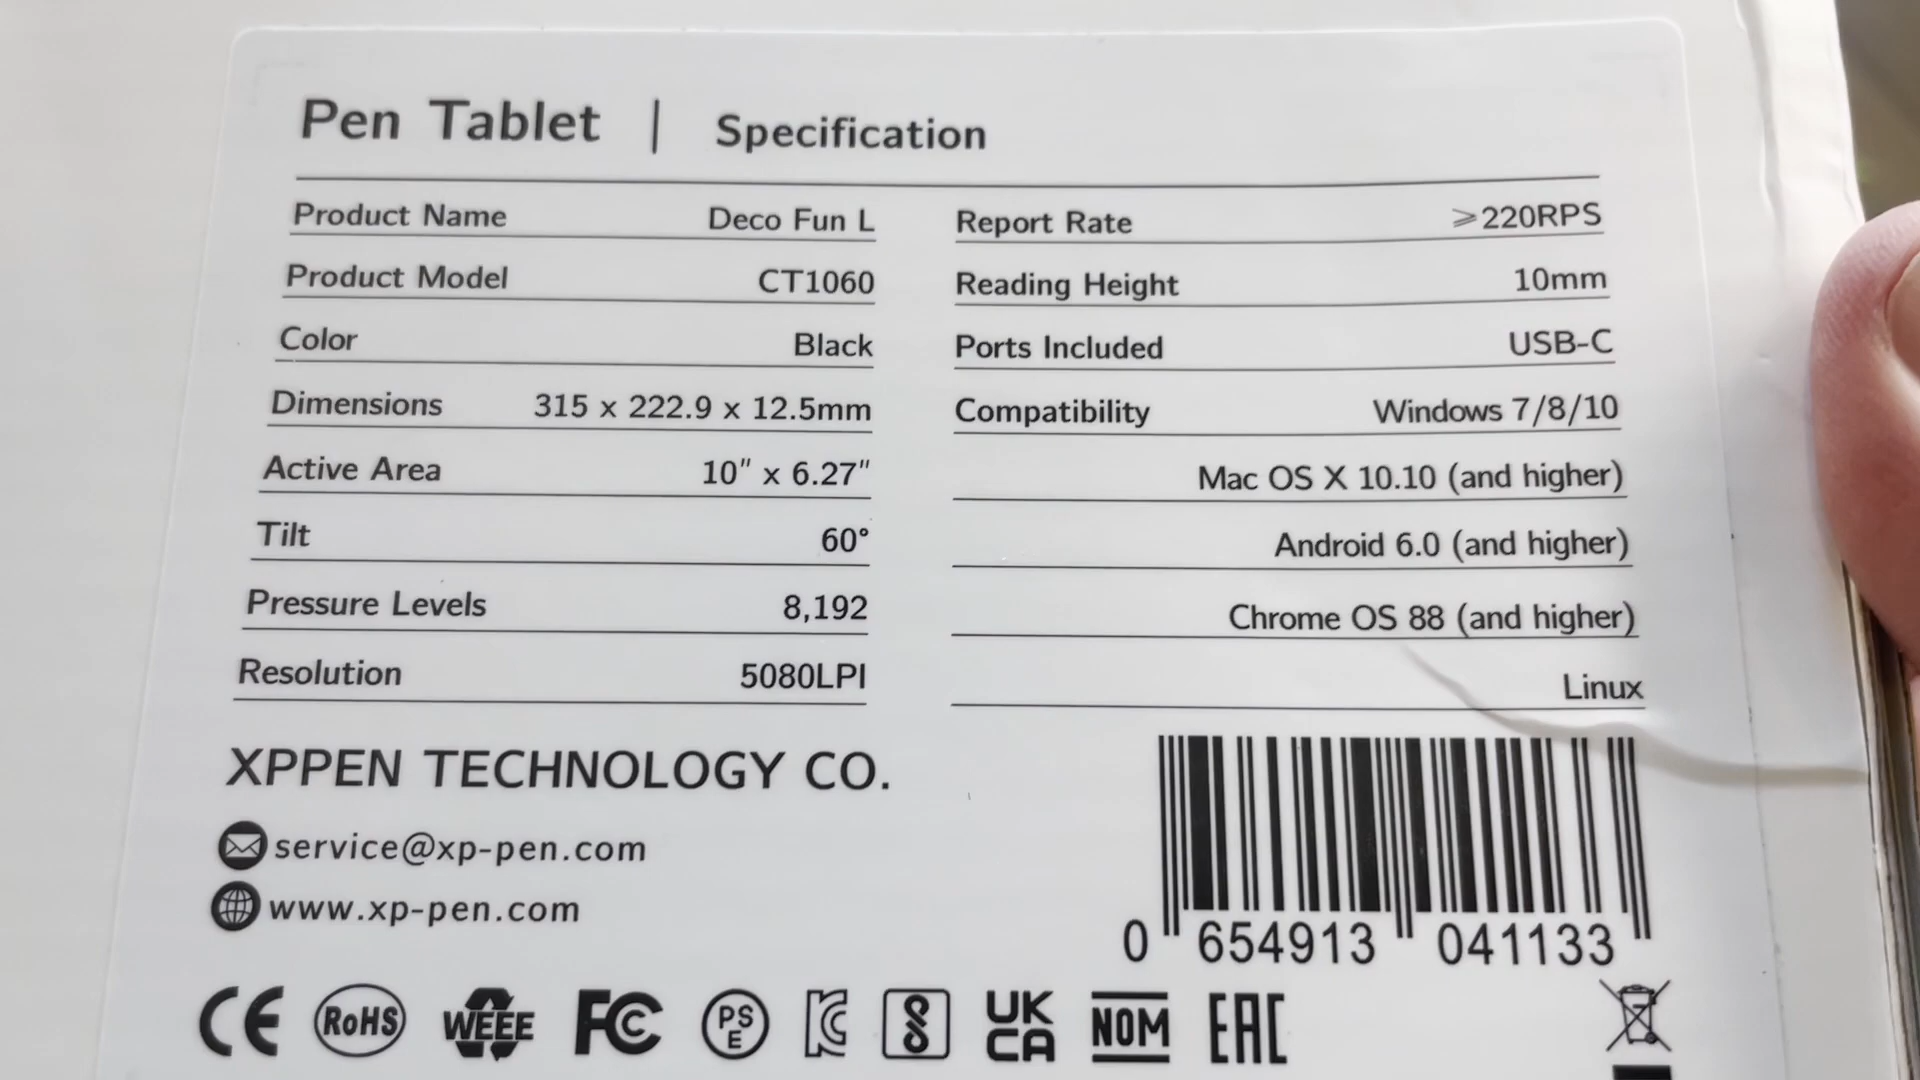 Pen Tablet | Specification
Product Name Deco Fun L
Product Model CT1060
Color Black
Dimensions 315 x 222.9 x 12.5mm
Active Area 10" x 6.27"
Tilt 60°
Pressure Levels 8,192
Resolution 5080LPI
Report Rate ⩾220RPS
Reading Height 10mm
Ports Included USB-C
Compatibility Windows 7/8/10
Mac OS X 10.10 (and higher)
Android 6.0 (and higher)
Chrome OS 88 (and higher)
Linux
XPPEN TECHNOLOGY CO.
service@xp-pen.com
www.xp-pen.com
0 654913 041133
CE RoHS WEEE FC PSE KC UKCA NOM EAC